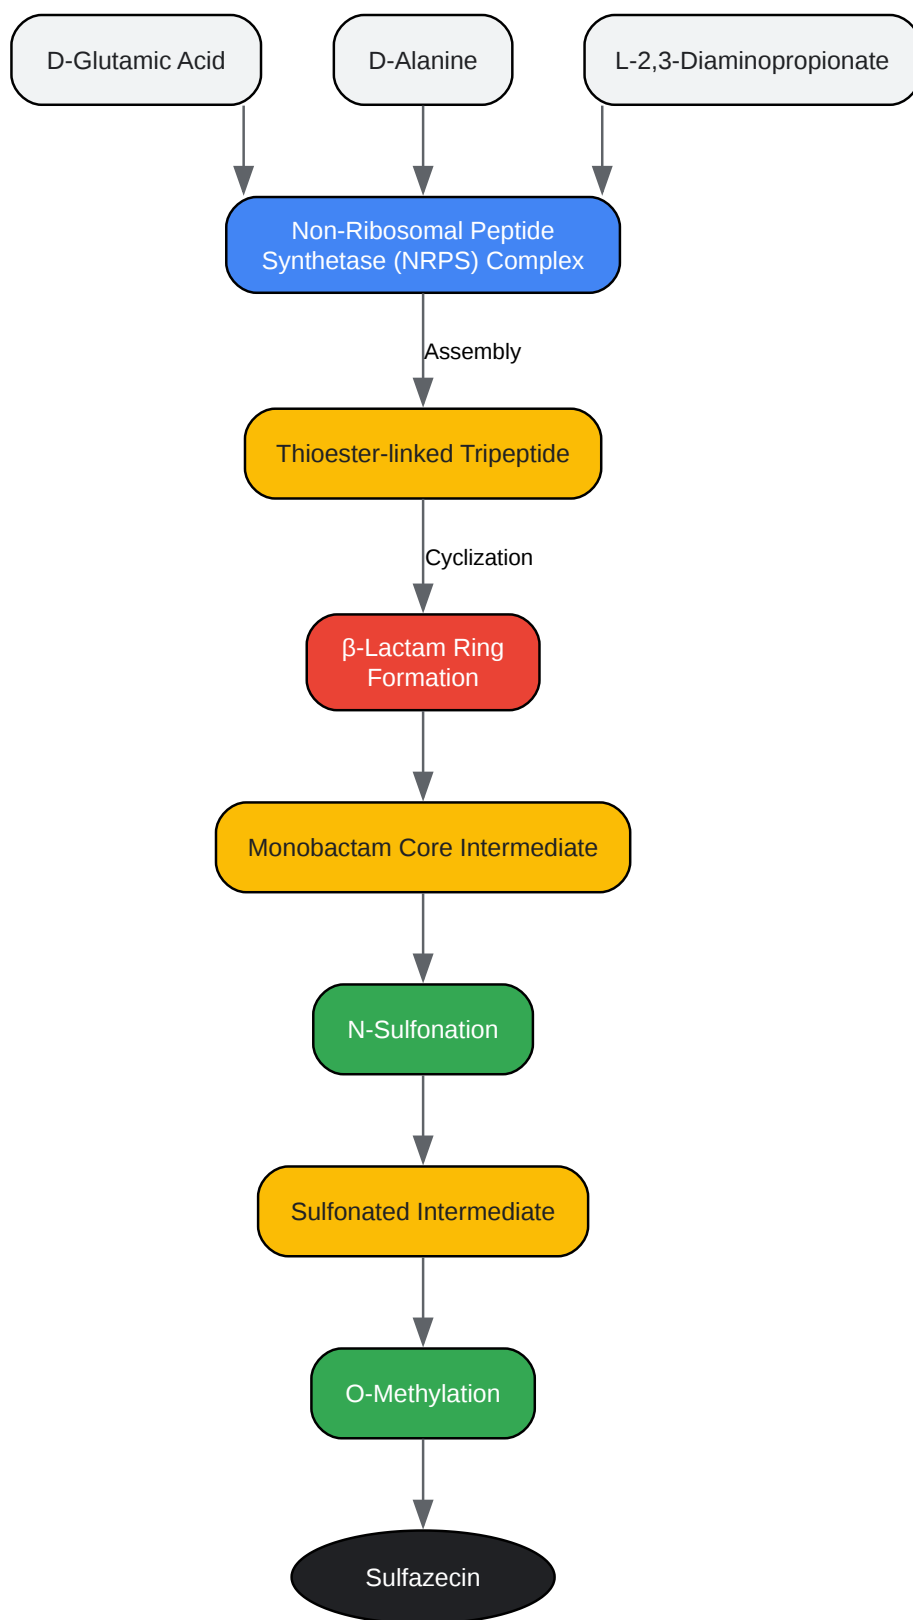 D-Glutamic Acid
D-Alanine
L-2,3-Diaminopropionate
Non-Ribosomal Peptide
Synthetase (NRPS) Complex
Assembly
Thioester-linked Tripeptide
Cyclization
β-Lactam Ring
Formation
Monobactam Core Intermediate
N-Sulfonation
Sulfonated Intermediate
O-Methylation
Sulfazecin